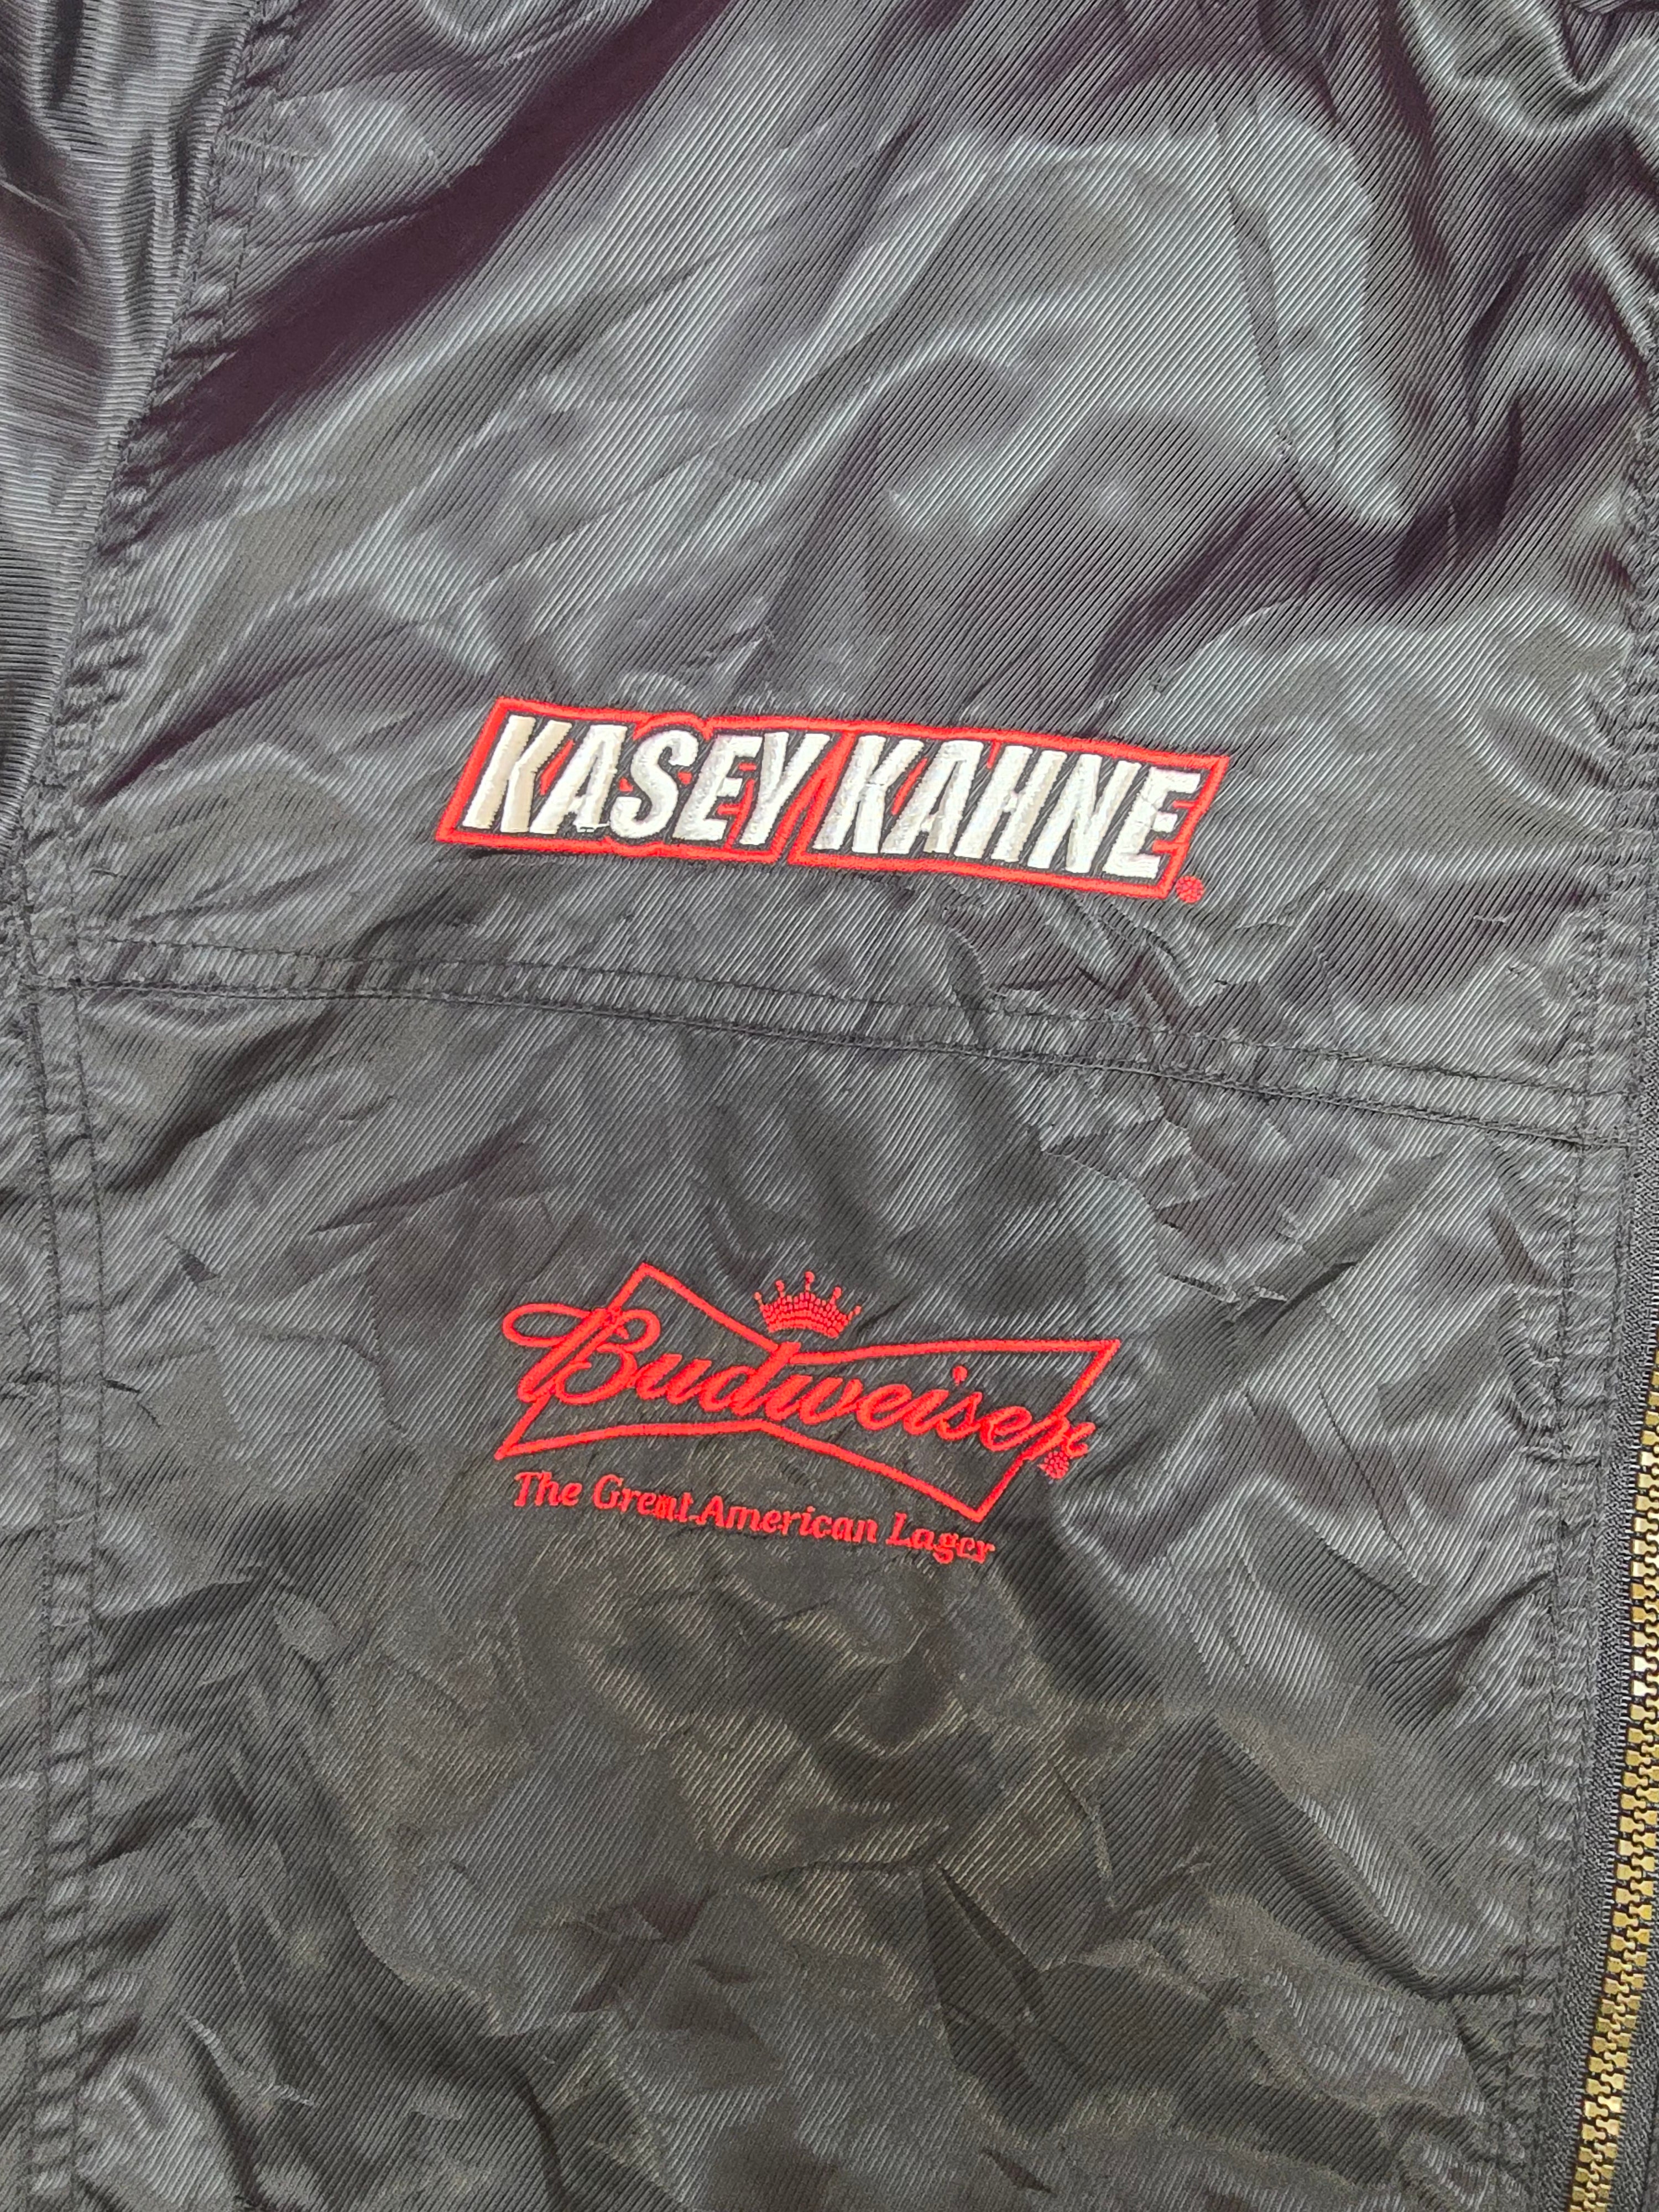 KASEY KAHNE
Budweiser
The Great American Lager